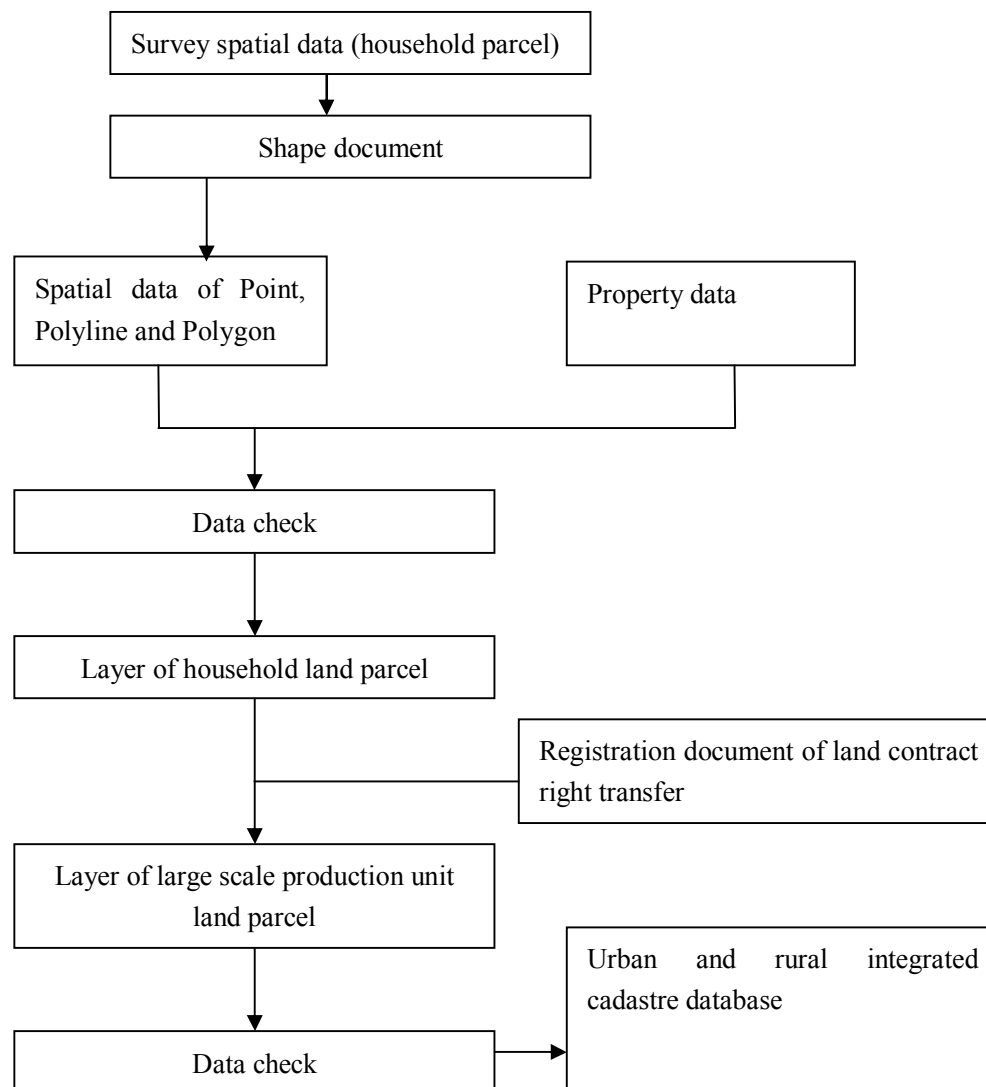 Survey spatial data (household parcel)
Shape document
Spatial data of Point,
Polyline and Polygon
Property data
Data check
Layer of household land parcel
Registration document of land contract
right transfer
Layer of large scale production unit
land parcel
Urban and rural integrated
cadastre database
Data check